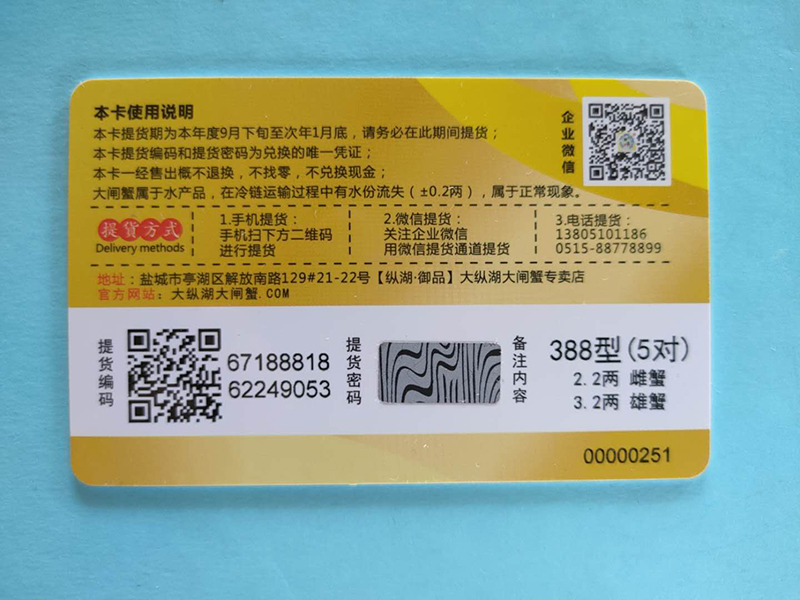 本卡使用说明
本卡提货期为本年度9月下旬至次年1月底，请务必在此期间提货；
本卡提货编码和提货密码为兑换的唯一凭证；
本卡一经售出概不退换，不找零，不兑换现金；
大闸蟹属于水产品，在冷链运输过程中有水份流失（±0.2两），属于正常现象。
企业微信
提貨方式
Delivery methods
1.手机提货：
手机扫下方二维码
进行提货
2.微信提货：
关注企业微信
用微信提货通道提货
3.电话提货：
13805101186
0515-88778899
地址：盐城市亭湖区解放南路129#21-22号【纵湖·御品】大纵湖大闸蟹专卖店
官方网站：大纵湖大闸蟹.COM
提货编码
67188818
62249053
提货密码
备注内容
388型(5对)
2.2两 雌蟹
3.2两 雄蟹
00000251